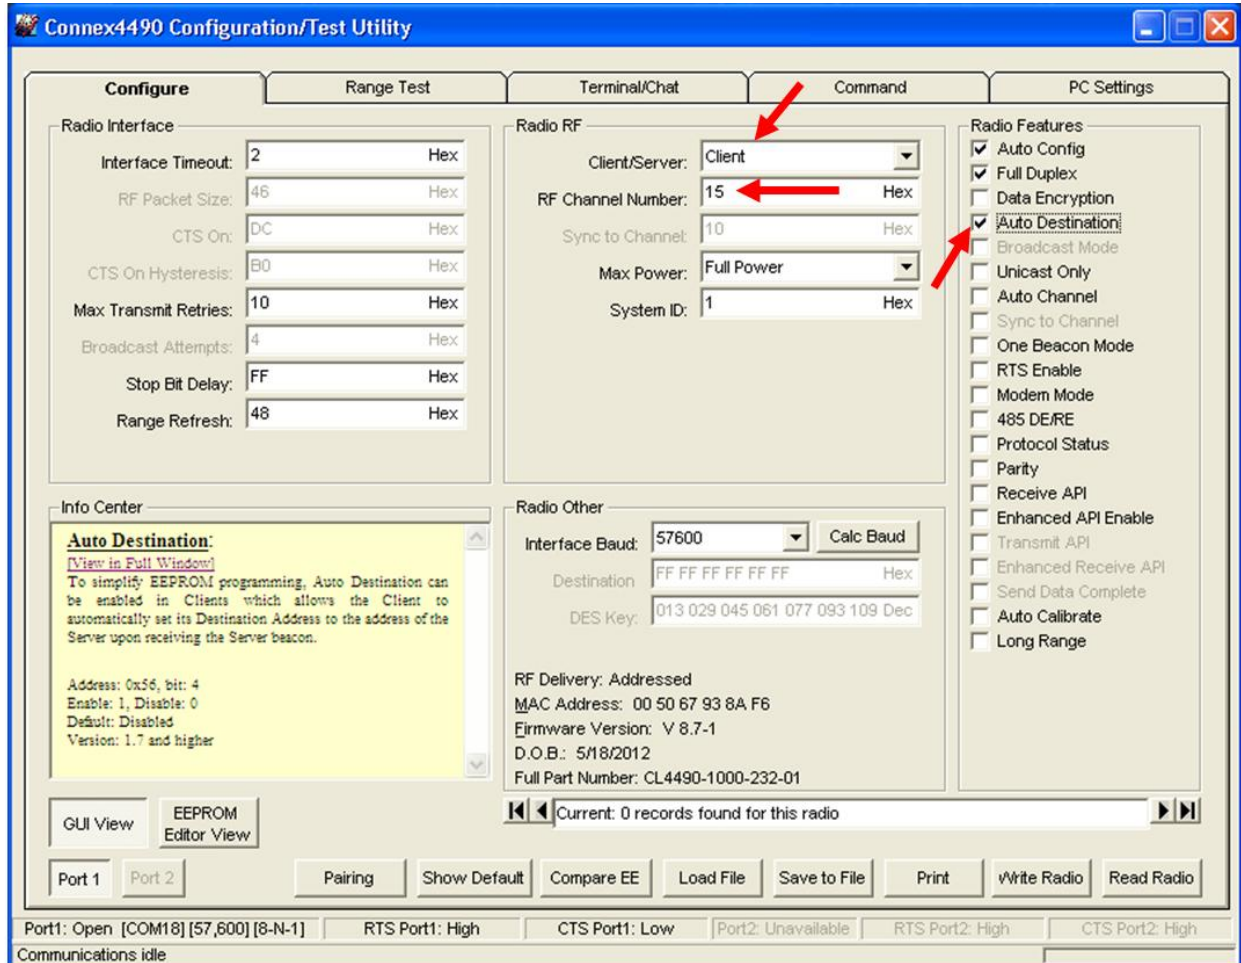 Connex4490 Configuration/Test Utility
Configure Range Test Terminal/Chat Command PC Settings
Radio Interface
Interface Timeout: 2 Hex
RF Packet Size: 46 Hex
CTS On: DC Hex
CTS On Hysteresis: B0 Hex
Max Transmit Retries: 10 Hex
Broadcast Attempts: 4 Hex
Stop Bit Delay: FF Hex
Range Refresh: 48 Hex
Radio RF
Client/Server: Client
RF Channel Number: 15 Hex
Sync to Channel: 10 Hex
Max Power: Full Power
System ID: 1 Hex
Radio Features
Auto Config
Full Duplex
Data Encryption
Auto Destination
Broadcast Mode
Unicast Only
Auto Channel
Sync to Channel
One Beacon Mode
RTS Enable
Modem Mode
485 DE/RE
Protocol Status
Parity
Receive API
Enhanced API Enable
Transmit API
Enhanced Receive API
Send Data Complete
Auto Calibrate
Long Range
Info Center
Auto Destination:
[View in Full Window]
To simplify EEPROM programming, Auto Destination can
be enabled in Clients which allows the Client to
automatically set its Destination Address to the address of the
Server upon receiving the Server beacon.
Address: 0x56, bit: 4
Enable: 1, Disable: 0
Default: Disabled
Version: 1.7 and higher
Radio Other
Interface Baud: 57600 Calc Baud
Destination FF FF FF FF FF FF Hex
DES Key: 013 029 045 061 077 093 109 Dec
RF Delivery: Addressed
MAC Address: 00 50 67 93 8A F6
Firmware Version: V 8.7-1
D.O.B.: 5/18/2012
Full Part Number: CL4490-1000-232-01
GUI View
EEPROM
Editor View
Current: 0 records found for this radio
Port 1 Port 2 Pairing Show Default Compare EE Load File Save to File Print Write Radio Read Radio
Port1: Open [COM18] [57,600] [8-N-1] RTS Port1: High CTS Port1: Low Port2: Unavailable RTS Port2: High CTS Port2: High
Communications idle